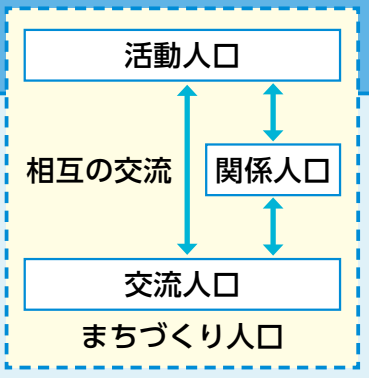 活動人口
相互の交流
関係人口
交流人口
まちづくり人口